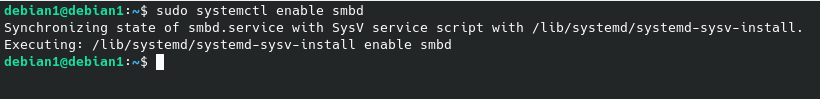 debian1@debian1:~$ sudo systemctl enable smbd
Synchronizing state of smbd.service with SysV service script with /lib/systemd/systemd-sysv-install.
Executing: /lib/systemd/systemd-sysv-install enable smbd
debian1@debian1:~$